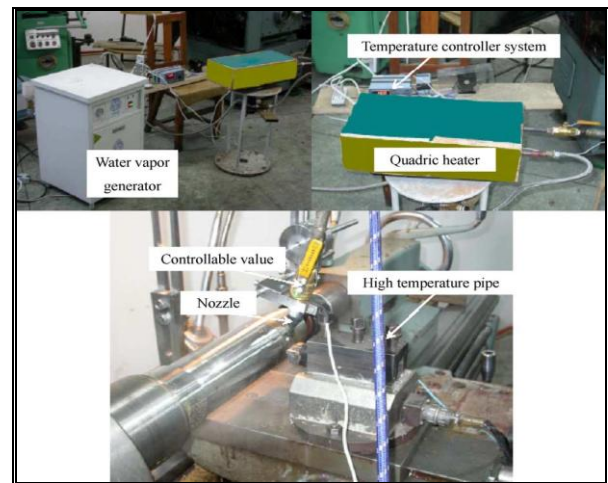 Temperature controller system
Water vapor
generator
Quadric heater
Controllable value
Nozzle
High temperature pipe